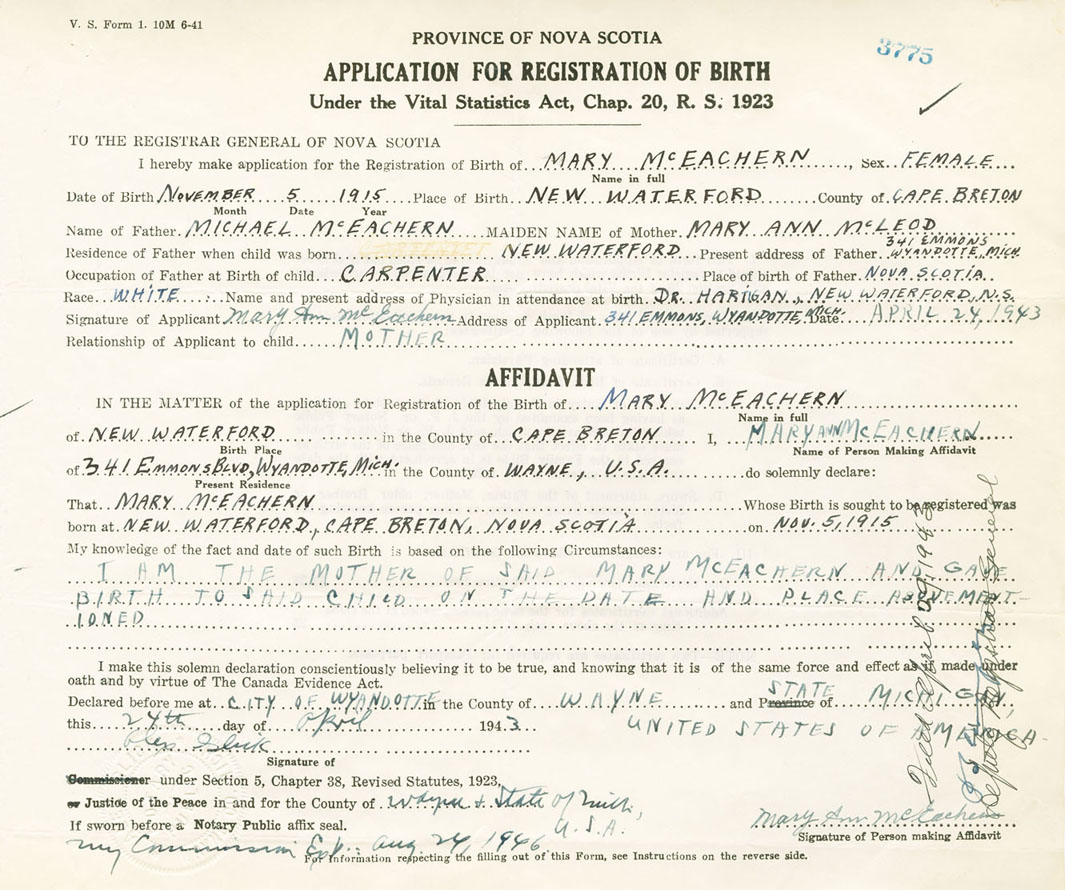 V. S. Form 1. 10M 6-41
PROVINCE OF NOVA SCOTIA
3775
APPLICATION FOR REGISTRATION OF BIRTH
Under the Vital Statistics Act, Chap. 20, R. S. 1923
TO THE REGISTRAR GENERAL OF NOVA SCOTIA
I hereby make application for the Registration of Birth of MARY McEACHERN, Sex FEMALE
Name in full
Date of Birth NOVEMBER 5 1915 Place of Birth NEW WATERFORD County of CAPE BRETON
Month Date Year
Name of Father MICHAEL McEACHERN MAIDEN NAME of Mother MARY ANN McLEOD
341 EMMONS
Residence of Father when child was born NEW WATERFORD Present address of Father WYANDOTTE, MICH.
Occupation of Father at Birth of child CARPENTER Place of birth of Father NOVA SCOTIA
Race WHITE Name and present address of Physician in attendance at birth DR. HARTIGAN, NEW WATERFORD, N.S.
Signature of Applicant Mary Ann McEachern Address of Applicant 341 EMMONS, WYANDOTTE, MICH. Date APRIL 24, 1943
Relationship of Applicant to child MOTHER
AFFIDAVIT
IN THE MATTER of the application for Registration of the Birth of MARY McEACHERN
Name in full
of NEW WATERFORD in the County of CAPE BRETON I, MARY ANN McEACHERN
Birth Place Name of Person Making Affidavit
of 341 EMMONS BLVD, WYANDOTTE, MICH. in the County of WAYNE, U.S.A. do solemnly declare:
Present Residence
That MARY McEACHERN Whose Birth is sought to be registered was
born at NEW WATERFORD, CAPE BRETON, NOVA SCOTIA on NOV. 5, 1915
My knowledge of the fact and date of such Birth is based on the following Circumstances:
I AM THE MOTHER OF SAID MARY McEACHERN AND GAVE
BIRTH TO SAID CHILD ON THE DATE AND PLACE AFOREMENT-
IONED
I make this solemn declaration conscientiously believing it to be true, and knowing that it is of the same force and effect as if made under
oath and by virtue of The Canada Evidence Act.
Declared before me at CITY OF WYANDOTTE in the County of WAYNE and Province STATE of MICHIGAN
this 24th day of April 1943 UNITED STATES OF AMERICA
Signature of
Commissioner under Section 5, Chapter 38, Revised Statutes, 1923,
or Justice of the Peace in and for the County of Wayne + State of Mich,
U.S.A.
If sworn before a Notary Public affix seal.
My Commission Exp: Aug. 24, 1946
Mary Ann McEachern
Signature of Person making Affidavit
For Information respecting the filling out of this Form, see Instructions on the reverse side.
Deputy Registrar General